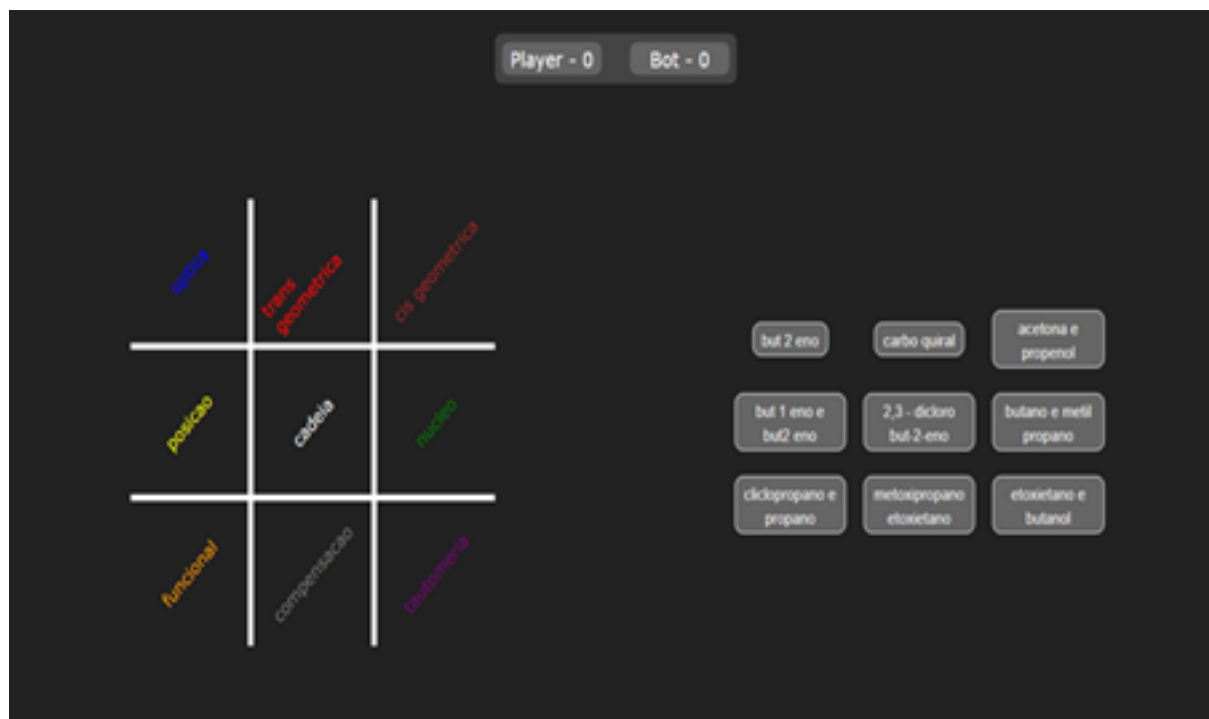 Player - 0
Bot - 0
optica
trans
geometrica
cis geometrica
posicao
cadeia
nucleo
funcional
compensacao
tautomeria
but 2 eno
carbo quiral
acetona e
propenol
but 1 eno e
but2 eno
2,3 - dicloro
but-2-eno
butano e metil
propano
cliclopropano e
propano
metoxipropano
etoxietano
etoxietano e
butanol